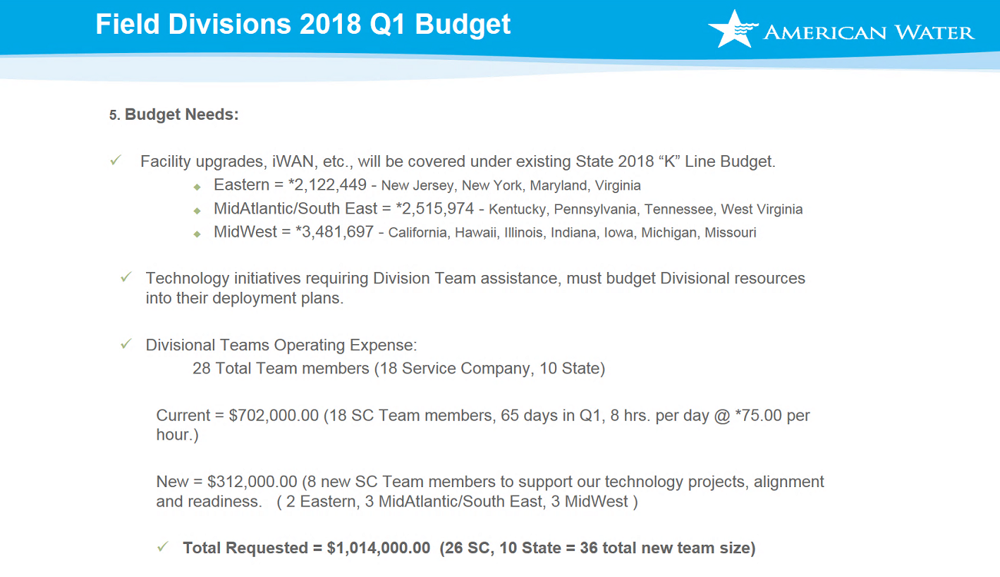 Field Divisions 2018 Q1 Budget
AMERICAN WATER
5. Budget Needs:
Facility upgrades, iWAN, etc., will be covered under existing State 2018 “K” Line Budget.
Eastern = *2,122,449 - New Jersey, New York, Maryland, Virginia
MidAtlantic/South East = *2,515,974 - Kentucky, Pennsylvania, Tennessee, West Virginia
MidWest = *3,481,697 - California, Hawaii, Illinois, Indiana, Iowa, Michigan, Missouri
Technology initiatives requiring Division Team assistance, must budget Divisional resources
into their deployment plans.
Divisional Teams Operating Expense:
28 Total Team members (18 Service Company, 10 State)
Current = $702,000.00 (18 SC Team members, 65 days in Q1, 8 hrs. per day @ *75.00 per
hour.)
New = $312,000.00 (8 new SC Team members to support our technology projects, alignment
and readiness. ( 2 Eastern, 3 MidAtlantic/South East, 3 MidWest )
Total Requested = $1,014,000.00 (26 SC, 10 State = 36 total new team size)